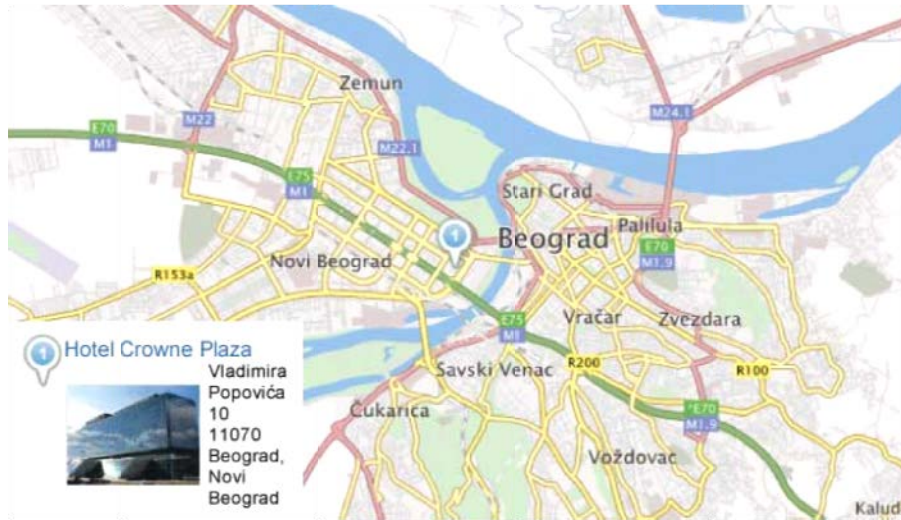 Zemun
M22
M24.1
E70
M1
M22.1
E75
M1
Stari Grad
1
Beograd
Palilula
E70
M1.9
Novi Beograd
R153a
Vračar
Zvezdara
E75
M1
R200
R100
Savski Venac
Čukarica
E70
M1.9
Voždovac
1
Hotel Crowne Plaza
Vladimira
Popovića
10
11070
Beograd,
Novi
Beograd
Kalud